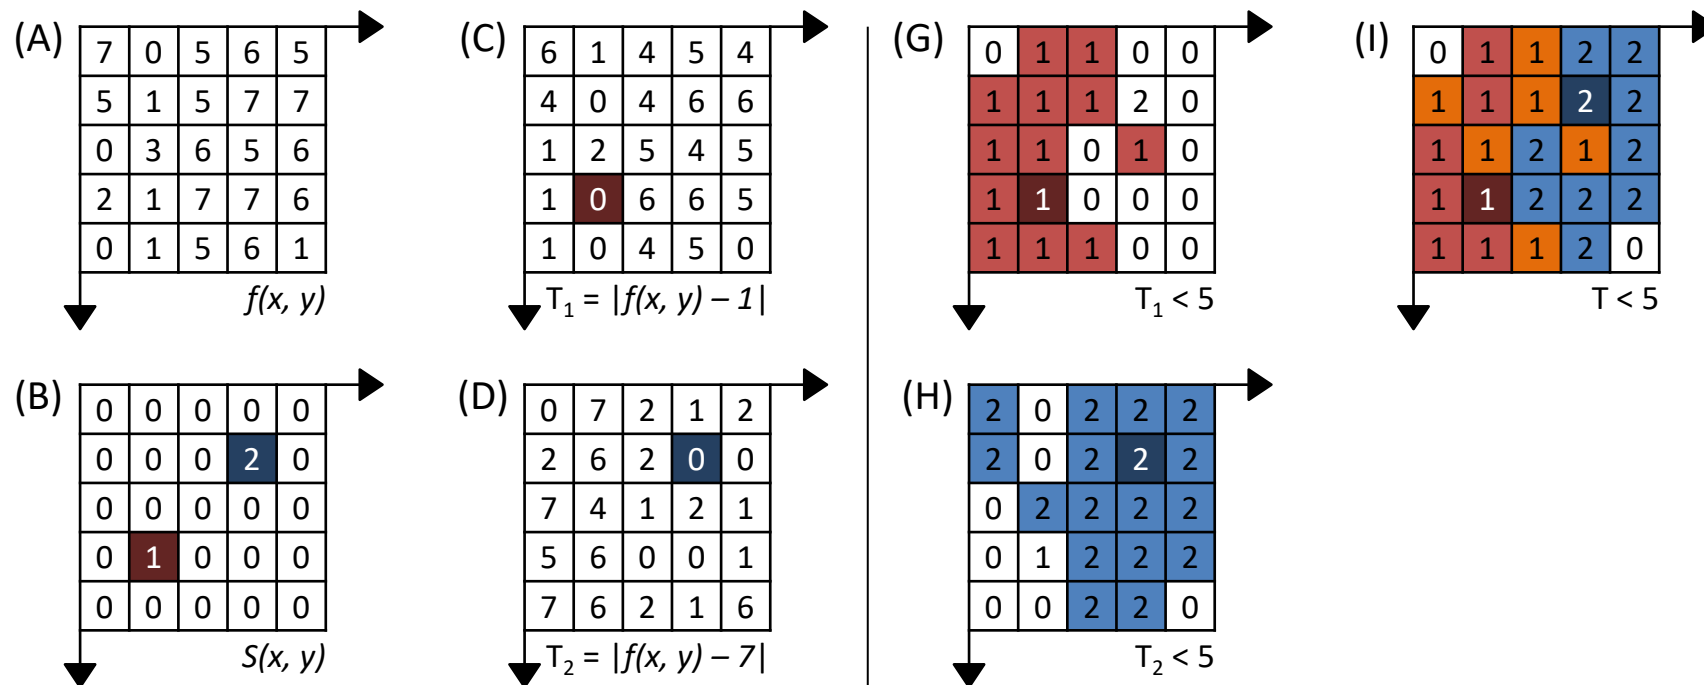 (A)
7 0 5 6 5
5 1 5 7 7
0 3 6 5 6
2 1 7 7 6
0 1 5 6 1
f(x, y)
(C)
6 1 4 5 4
4 0 4 6 6
1 2 5 4 5
1 0 6 6 5
1 0 4 5 0
T₁ = |f(x, y) – 1|
(G)
0 1 1 0 0
1 1 1 2 0
1 1 0 1 0
1 1 0 0 0
1 1 1 0 0
T₁ < 5
(I)
0 1 1 2 2
1 1 1 2 2
1 1 2 1 2
1 1 2 2 2
1 1 1 2 0
T < 5
(B)
0 0 0 0 0
0 0 0 2 0
0 0 0 0 0
0 1 0 0 0
0 0 0 0 0
S(x, y)
(D)
0 7 2 1 2
2 6 2 0 0
7 4 1 2 1
5 6 0 0 1
7 6 2 1 6
T₂ = |f(x, y) – 7|
(H)
2 0 2 2 2
2 0 2 2 2
0 2 2 2 2
0 1 2 2 2
0 0 2 2 0
T₂ < 5